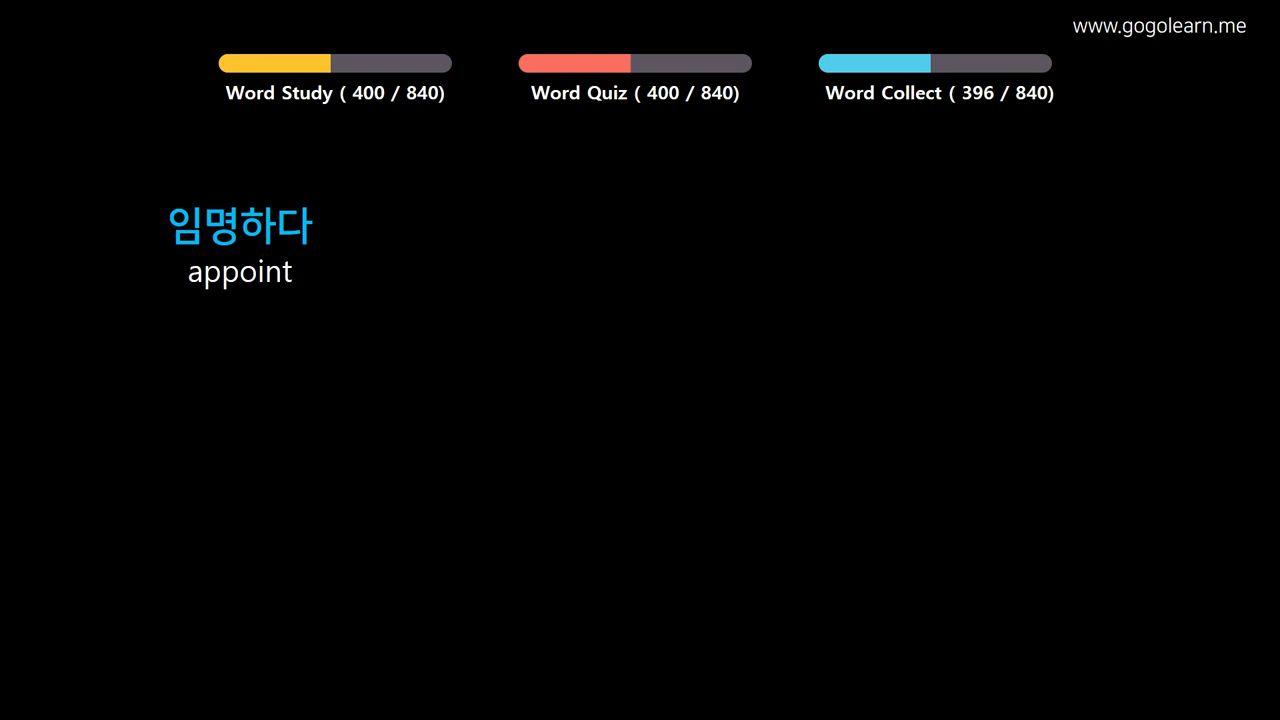 www.gogolearn.me
Word Study ( 400 / 840)
Word Quiz ( 400 / 840)
Word Collect ( 396 / 840)
임명하다
appoint